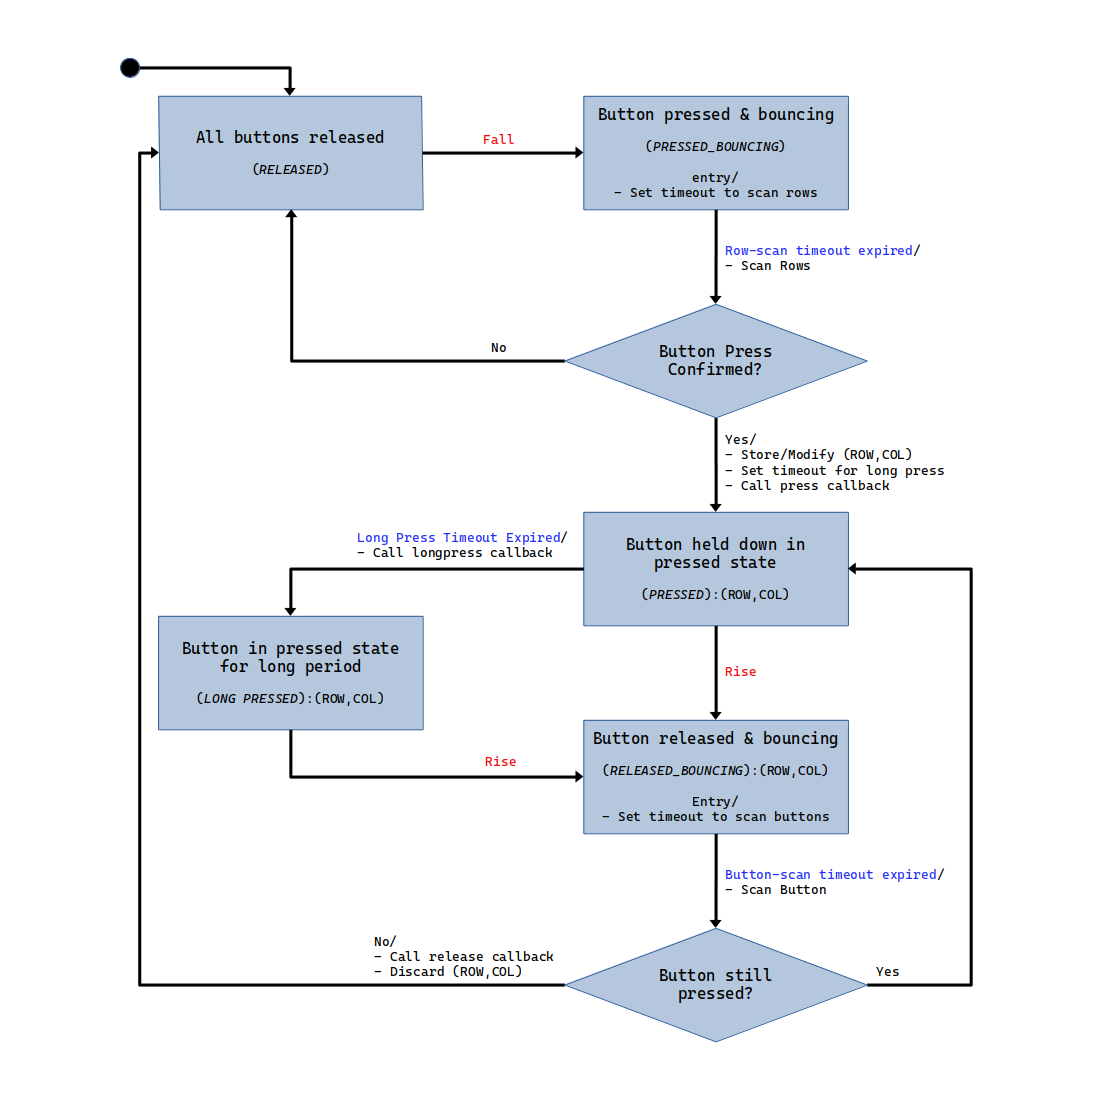 All buttons released
(RELEASED)
Fall
Button pressed & bouncing
(PRESSED_BOUNCING)
entry/
- Set timeout to scan rows
Row-scan timeout expired/
- Scan Rows
No
Button Press
Confirmed?
Yes/
- Store/Modify (ROW,COL)
- Set timeout for long press
- Call press callback
Long Press Timeout Expired/
- Call longpress callback
Button held down in
pressed state
(PRESSED):(ROW,COL)
Button in pressed state
for long period
(LONG PRESSED):(ROW,COL)
Rise
Rise
Button released & bouncing
(RELEASED_BOUNCING):(ROW,COL)
Entry/
- Set timeout to scan buttons
Button-scan timeout expired/
- Scan Button
No/
- Call release callback
- Discard (ROW,COL)
Button still
pressed?
Yes